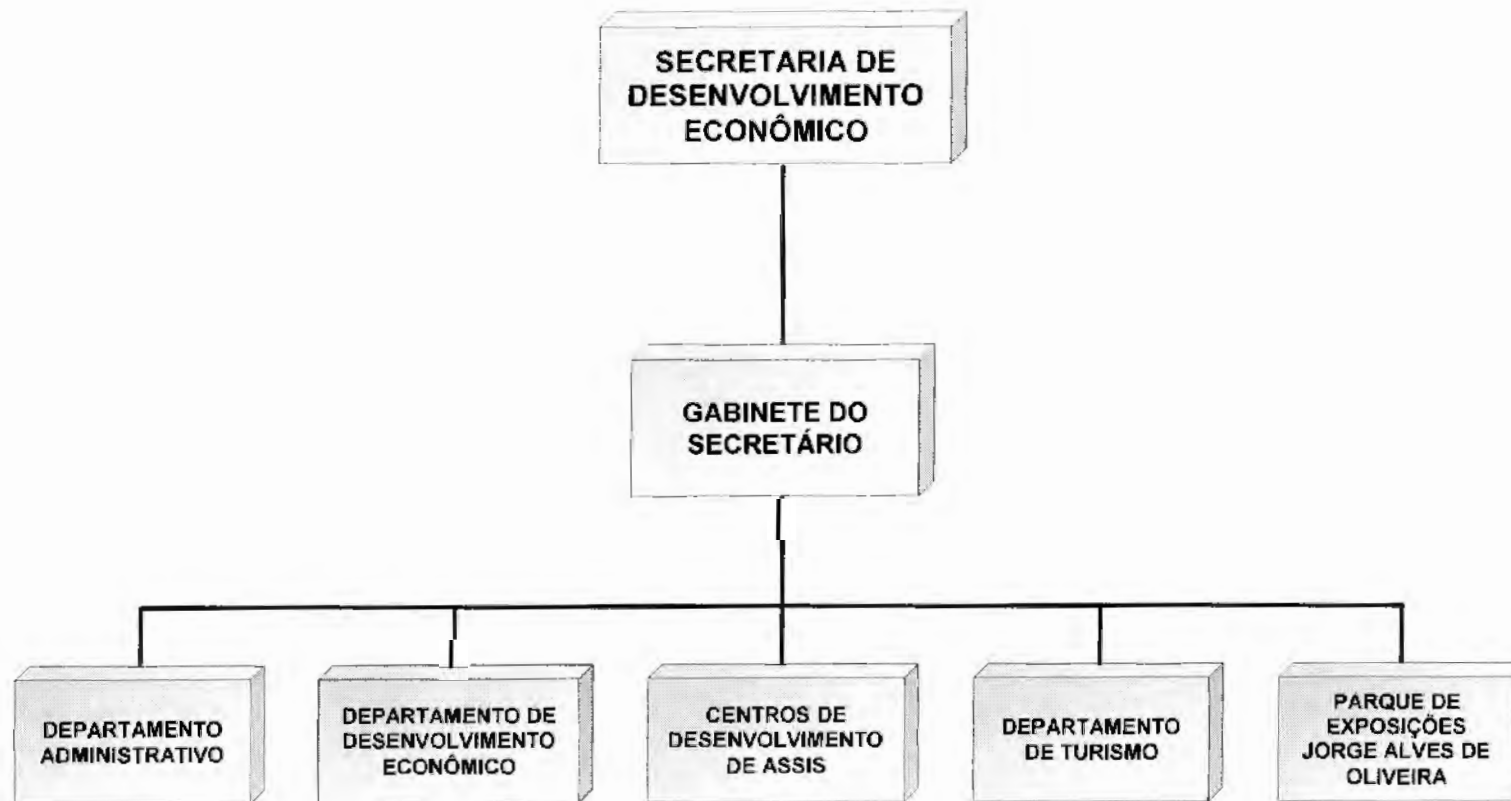 SECRETARIA DE
DESENVOLVIMENTO
ECONÔMICO
GABINETE DO
SECRETÁRIO
DEPARTAMENTO
ADMINISTRATIVO
DEPARTAMENTO DE
DESENVOLVIMENTO
ECONÔMICO
CENTROS DE
DESENVOLVIMENTO
DE ASSIS
DEPARTAMENTO
DE TURISMO
PARQUE DE
EXPOSIÇÕES
JORGE ALVES DE
OLIVEIRA